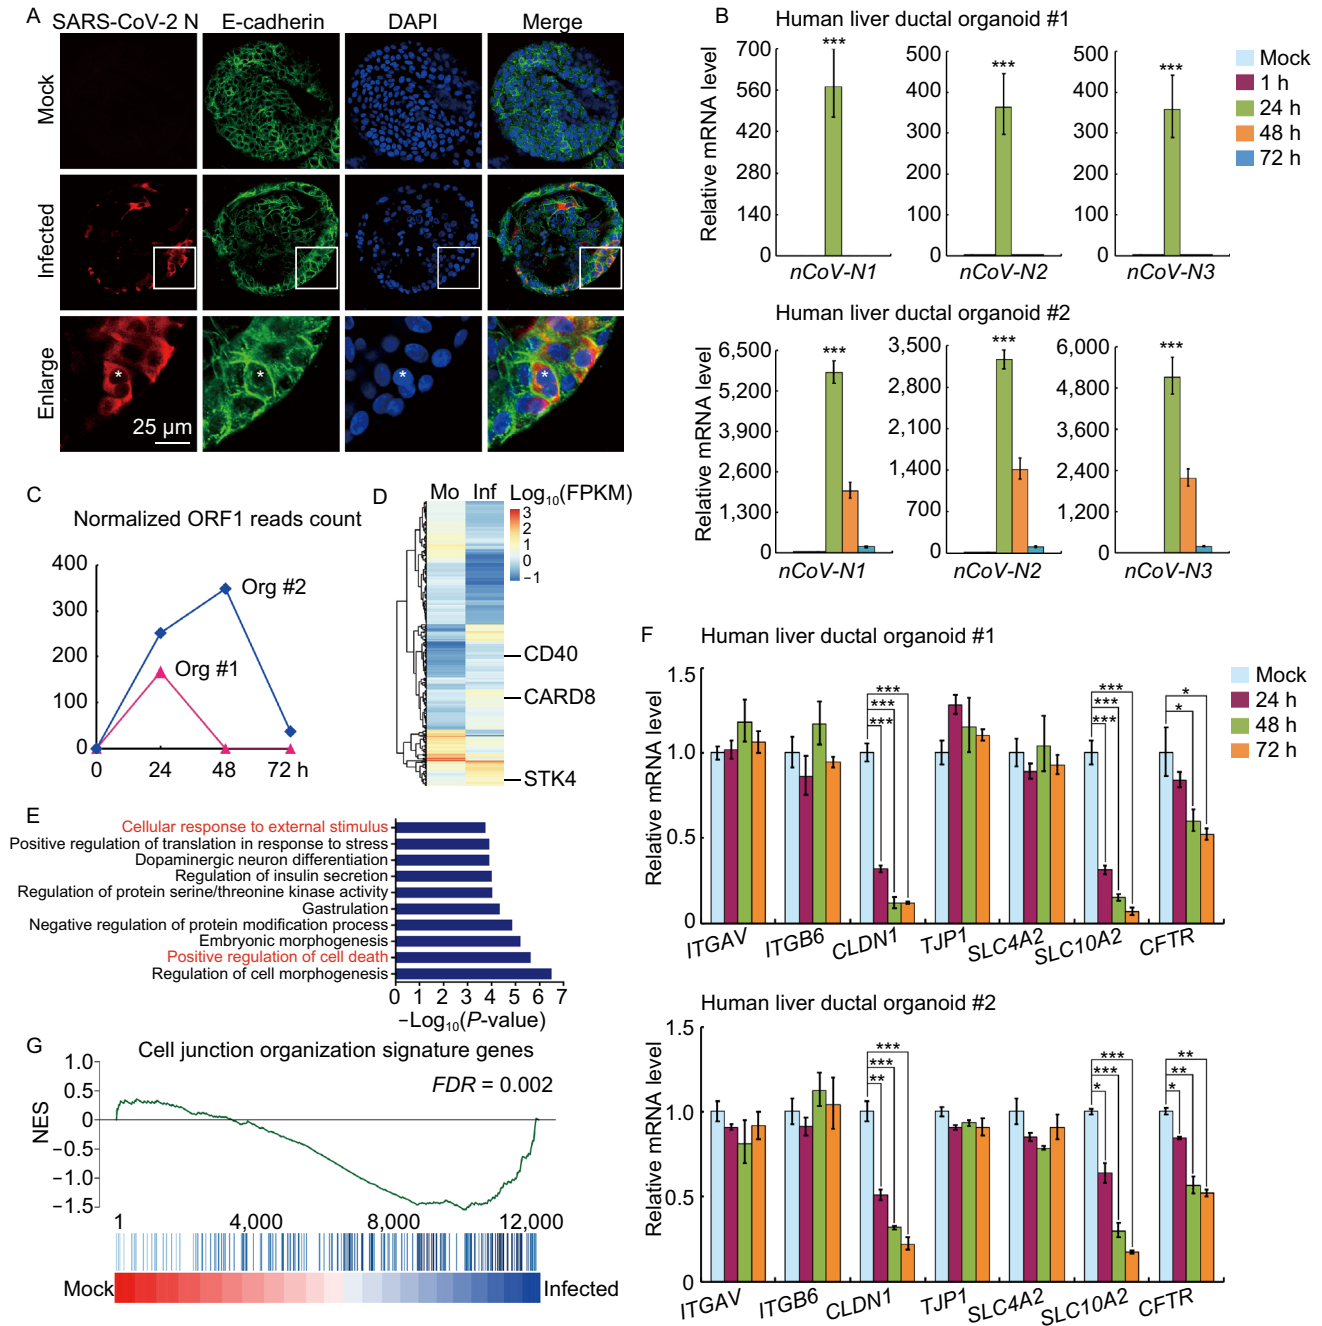 A
SARS-CoV-2 N E-cadherin DAPI Merge
Mock
Infected
Enlarge
* * * *
25 µm
B
Human liver ductal organoid #1
Relative mRNA level
700 560 420 280 140 0
***
nCoV-N1
500 400 300 200 100 0
***
nCoV-N2
500 400 300 200 100 0
***
nCoV-N3
Mock
1 h
24 h
48 h
72 h
Human liver ductal organoid #2
Relative mRNA level
6,500 5,200 3,900 2,600 1,300 0
***
nCoV-N1
3,500 2,800 2,100 1,400 700 0
***
nCoV-N2
6,000 4,800 3,600 2,400 1,200 0
***
nCoV-N3
C
Normalized ORF1 reads count
400
300
200
100
0
Org #2
Org #1
0 24 48 72 h
D
Mo Inf Log10(FPKM)
3
2
1
0
−1
CD40
CARD8
STK4
E
Cellular response to external stimulus
Positive regulation of translation in response to stress
Dopaminergic neuron differentiation
Regulation of insulin secretion
Regulation of protein serine/threonine kinase activity
Gastrulation
Negative regulation of protein modification process
Embryonic morphogenesis
Positive regulation of cell death
Regulation of cell morphogenesis
0 1 2 3 4 5 6 7
−Log10(P-value)
F
Human liver ductal organoid #1
Relative mRNA level
1.5
1.0
0.5
0
*** *** ***
*** *** ***
* *
ITGAV ITGB6 CLDN1 TJP1 SLC4A2 SLC10A2 CFTR
Mock
24 h
48 h
72 h
Human liver ductal organoid #2
Relative mRNA level
1.5
1.0
0.5
0
*** *** **
*** *** *
** ** *
ITGAV ITGB6 CLDN1 TJP1 SLC4A2 SLC10A2 CFTR
G
Cell junction organization signature genes
FDR = 0.002
NES
1.0
0.5
0
−0.5
−1.0
−1.5
1 4,000 8,000 12,000
Mock Infected